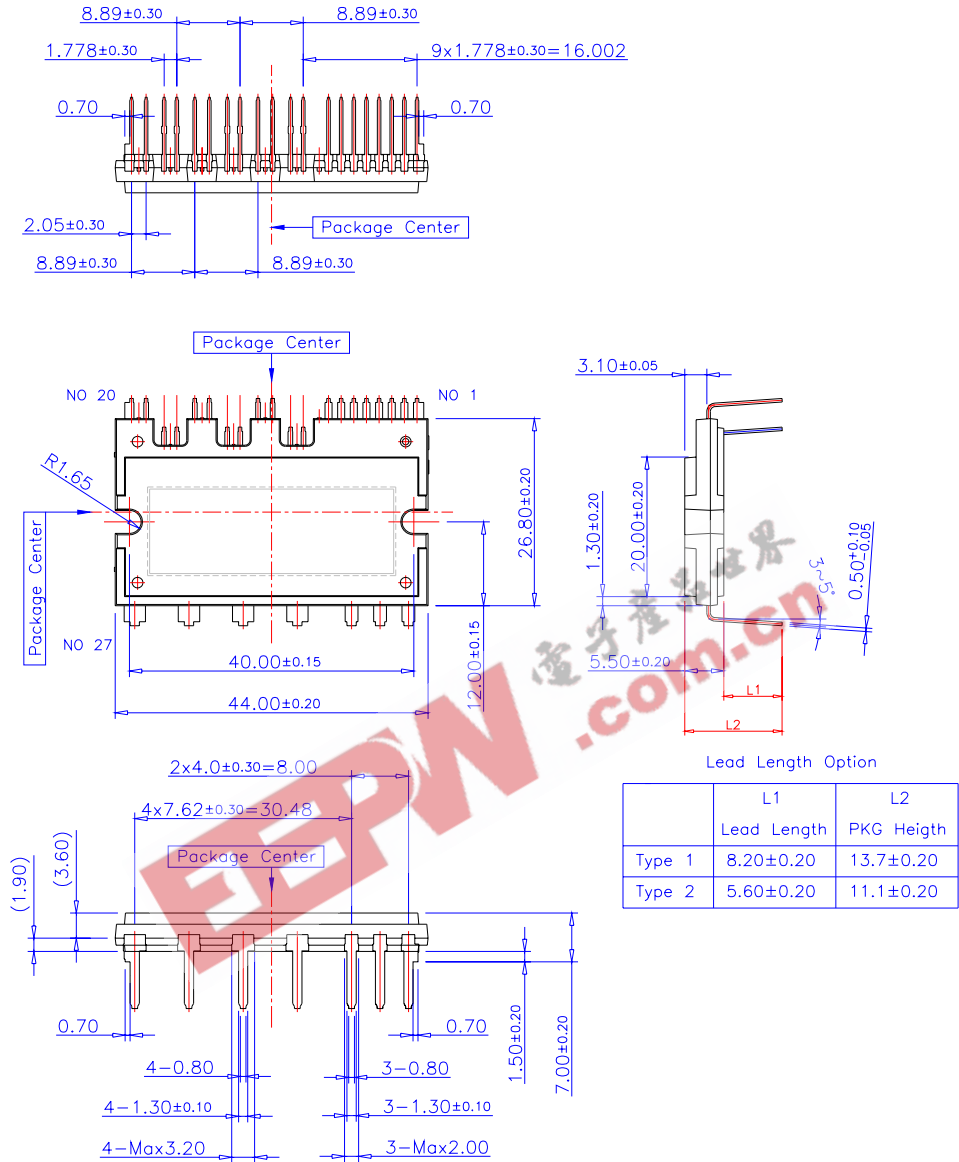 8.89±0.30
8.89±0.30
1.778±0.30
9x1.778±0.30=16.002
0.70
0.70
2.05±0.30
Package Center
8.89±0.30
8.89±0.30
Package Center
3.10±0.05
NO 20
NO 1
R1.65
Package Center
26.80±0.20
1.30±0.20
20.00±0.20
3~5°
0.50+0.10
-0.05
電子產品世界
NO 27
40.00±0.15
12.00±0.15
5.50±0.20
44.00±0.20
L1
L2
EEPW
.com.cn
Lead Length Option
L1 L2
Lead Length PKG Heigth
Type 1 8.20±0.20 13.7±0.20
Type 2 5.60±0.20 11.1±0.20
2x4.0±0.30=8.00
4x7.62±0.30=30.48
Package Center
(3.60)
(1.90)
0.70
0.70
1.50±0.20
7.00±0.20
4-0.80
3-0.80
4-1.30±0.10
3-1.30±0.10
4-Max3.20
3-Max2.00